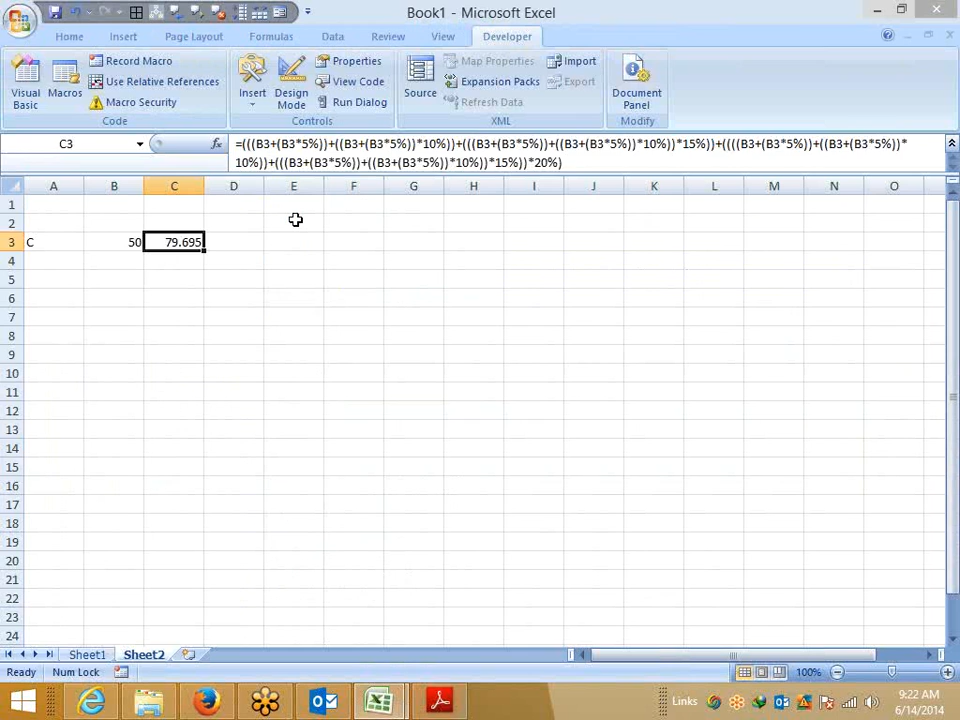 Book1 - Microsoft Excel
Home Insert Page Layout Formulas Data Review View Developer
Visual Basic
Macros
Record Macro
Use Relative References
Macro Security
Code
Insert
Design Mode
Properties
View Code
Run Dialog
Controls
Source
Map Properties
Expansion Packs
Refresh Data
Import
Export
XML
Document Panel
Modify
C3
fx
=(((B3+(B3*5%))+((B3+(B3*5%))*10%))+(((B3+(B3*5%))+((B3+(B3*5%))*10%))*15%))+((((B3+(B3*5%))+((B3+(B3*5%))*
10%))+(((B3+(B3*5%))+((B3+(B3*5%))*10%))*15%))*20%)
A B C D E F G H I J K L M N O
1
2
3 C 50 79.695
4
5
6
7
8
9
10
11
12
13
14
15
16
17
18
19
20
21
22
23
24
Sheet1 Sheet2
Ready Num Lock 100%
Links 9:22 AM
6/14/2014